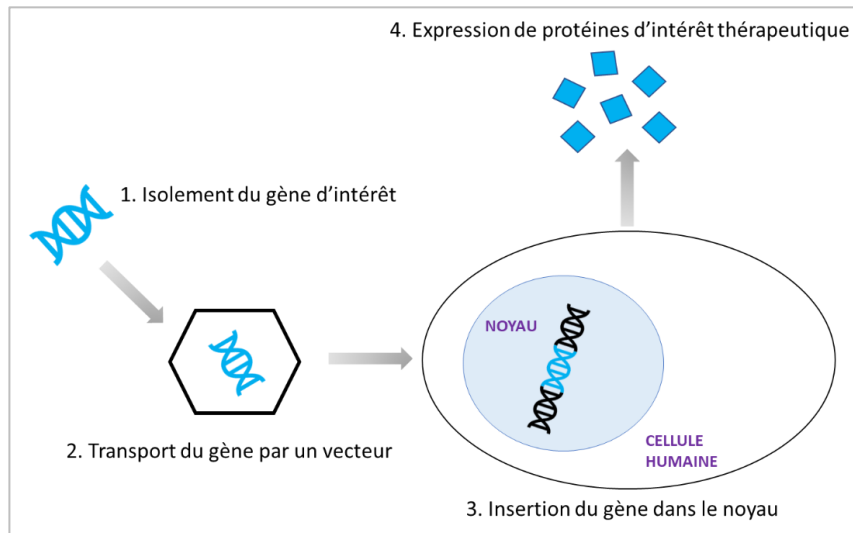 4. Expression de protéines d'intérêt thérapeutique
1. Isolement du gène d'intérêt
NOYAU
2. Transport du gène par un vecteur
CELLULE
HUMAINE
3. Insertion du gène dans le noyau